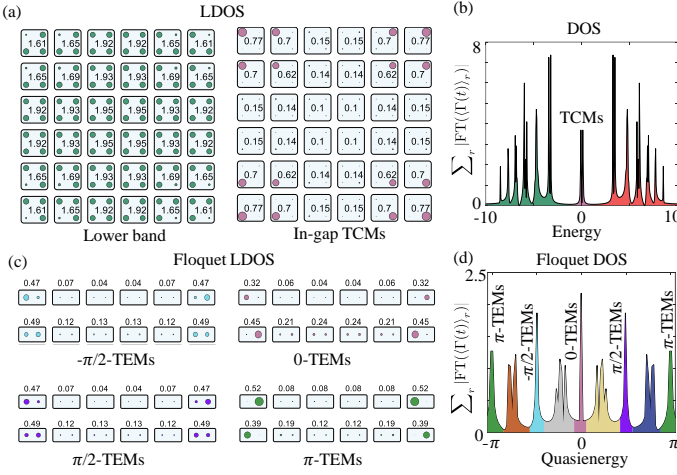 (a)
LDOS
1.61 1.65 1.92 1.92 1.65 1.61
1.65 1.69 1.93 1.93 1.69 1.65
1.92 1.93 1.95 1.95 1.93 1.92
1.92 1.93 1.95 1.95 1.93 1.92
1.65 1.69 1.93 1.93 1.69 1.65
1.61 1.65 1.92 1.92 1.65 1.61
Lower band
0.77 0.7 0.15 0.15 0.7 0.77
0.7 0.62 0.14 0.14 0.62 0.7
0.15 0.14 0.1 0.1 0.14 0.15
0.15 0.14 0.1 0.1 0.14 0.15
0.7 0.62 0.14 0.14 0.62 0.7
0.77 0.7 0.15 0.15 0.7 0.77
In-gap TCMs
(b)
DOS
8
TCMs
0
-10 -5 0 5 10
Energy
∑r |FT(⟨Γ(t)⟩r)|
(c)
Floquet LDOS
0.47 0.07 0.04 0.04 0.07 0.47
0.49 0.12 0.13 0.13 0.12 0.49
-π/2-TEMs
0.32 0.06 0.04 0.04 0.06 0.32
0.45 0.21 0.24 0.24 0.21 0.45
0-TEMs
0.47 0.07 0.04 0.04 0.07 0.47
0.49 0.12 0.13 0.13 0.12 0.49
π/2-TEMs
0.52 0.08 0.08 0.08 0.08 0.52
0.39 0.19 0.12 0.12 0.19 0.39
π-TEMs
(d)
Floquet DOS
2.5
π-TEMs
-π/2-TEMs
0-TEMs
π/2-TEMs
π-TEMs
0
-π 0 π
Quasienergy
∑r |FT(⟨Γ(t)⟩r)|